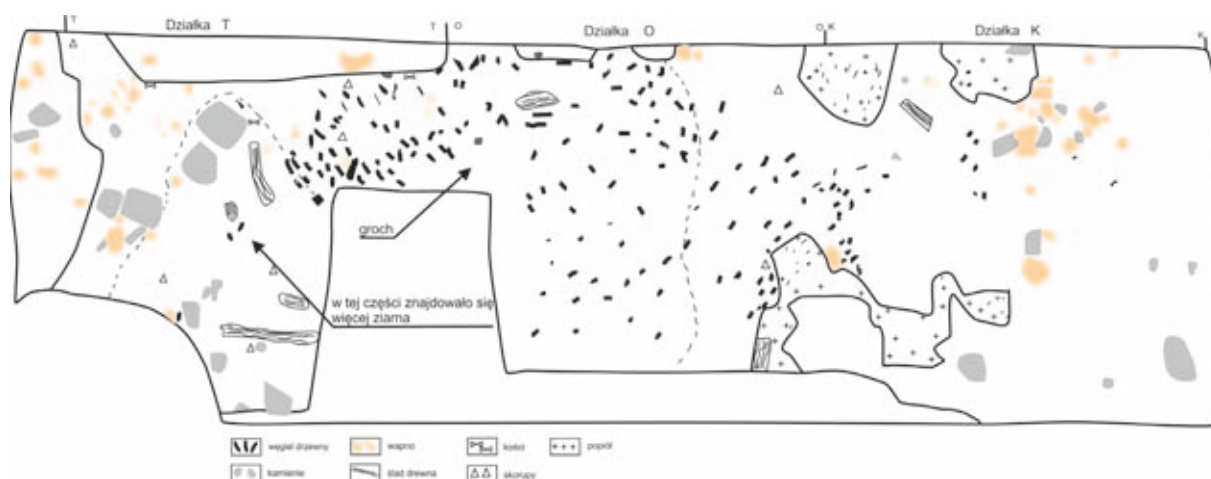 T Działka T T O Działka O O K Działka K K
groch
w tej części znajdowało się
więcej ziarna
węgiel drzewny wapno kości popiół
kamienie ślad drewna skorupy